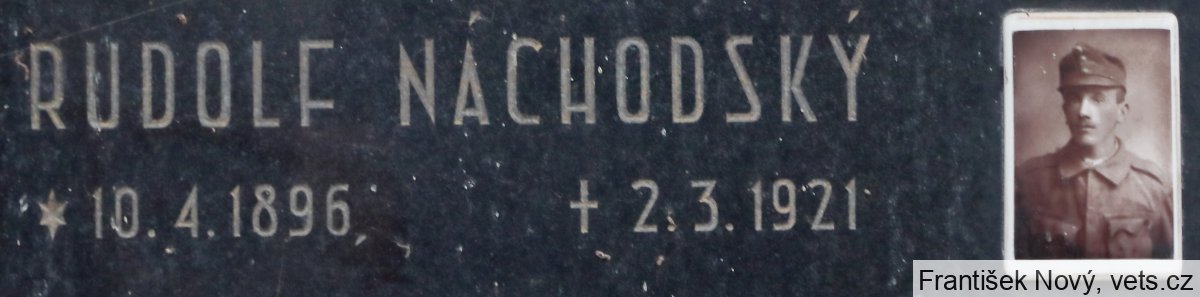 RUDOLF NÁCHODSKÝ
* 10. 4. 1896 † 2. 3. 1921
František Nový, vets.cz